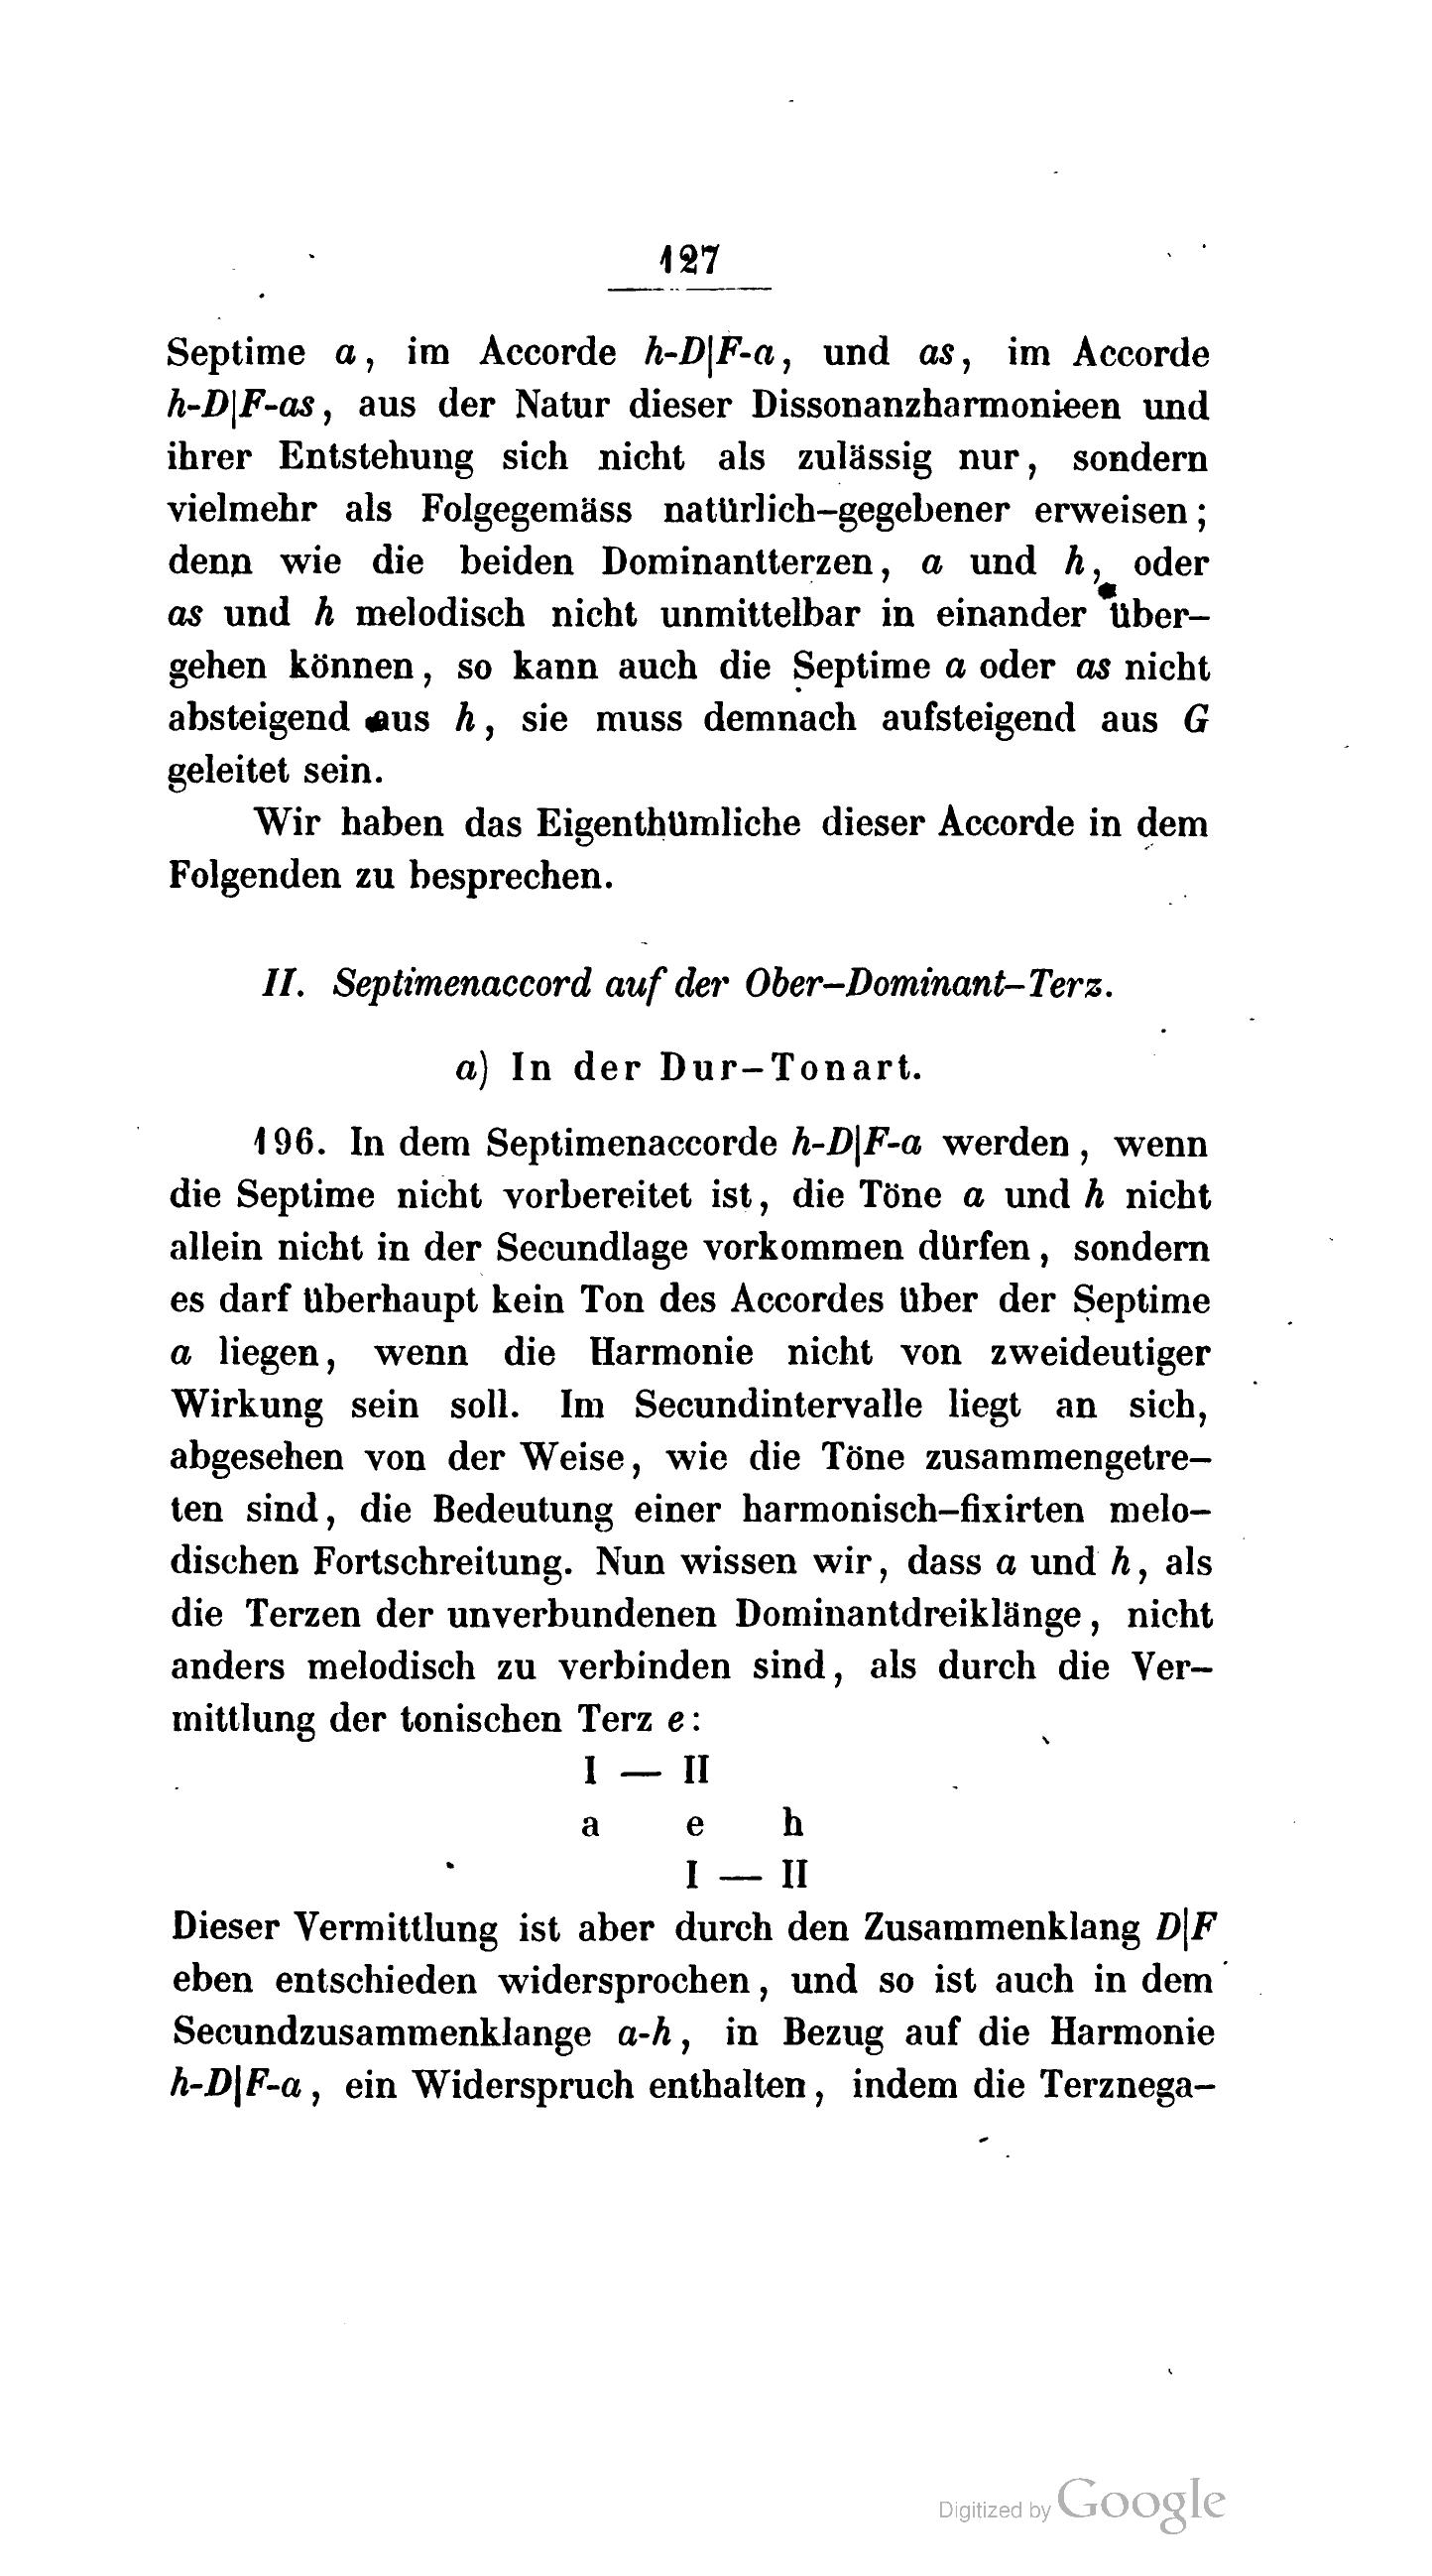 127
Septime a, im Accorde h-D|F-a, und as, im Accorde
h-D|F-as, aus der Natur dieser Dissonanzharmonieen und
ihrer Entstehung sich nicht als zulässig nur, sondern
vielmehr als Folgegemäss natürlich-gegebener erweisen;
denn wie die beiden Dominantterzen, a und h, oder
as und h melodisch nicht unmittelbar in einander über-
gehen können, so kann auch die Septime a oder as nicht
absteigend aus h, sie muss demnach aufsteigend aus G
geleitet sein.
Wir haben das Eigenthümliche dieser Accorde in dem
Folgenden zu besprechen.
II. Septimenaccord auf der Ober-Dominant-Terz.
a) In der Dur-Tonart.
196. In dem Septimenaccorde h-D|F-a werden, wenn
die Septime nicht vorbereitet ist, die Töne a und h nicht
allein nicht in der Secundlage vorkommen dürfen, sondern
es darf überhaupt kein Ton des Accordes über der Septime
a liegen, wenn die Harmonie nicht von zweideutiger
Wirkung sein soll. Im Secundintervalle liegt an sich,
abgesehen von der Weise, wie die Töne zusammengetre-
ten sind, die Bedeutung einer harmonisch-fixirten melo-
dischen Fortschreitung. Nun wissen wir, dass a und h, als
die Terzen der unverbundenen Dominantdreiklänge, nicht
anders melodisch zu verbinden sind, als durch die Ver-
mittlung der tonischen Terz e:
I — II
a e h
I — II
Dieser Vermittlung ist aber durch den Zusammenklang D|F
eben entschieden widersprochen, und so ist auch in dem
Secundzusammenklange a-h, in Bezug auf die Harmonie
h-D|F-a, ein Widerspruch enthalten, indem die Terznega-
Digitized by Google